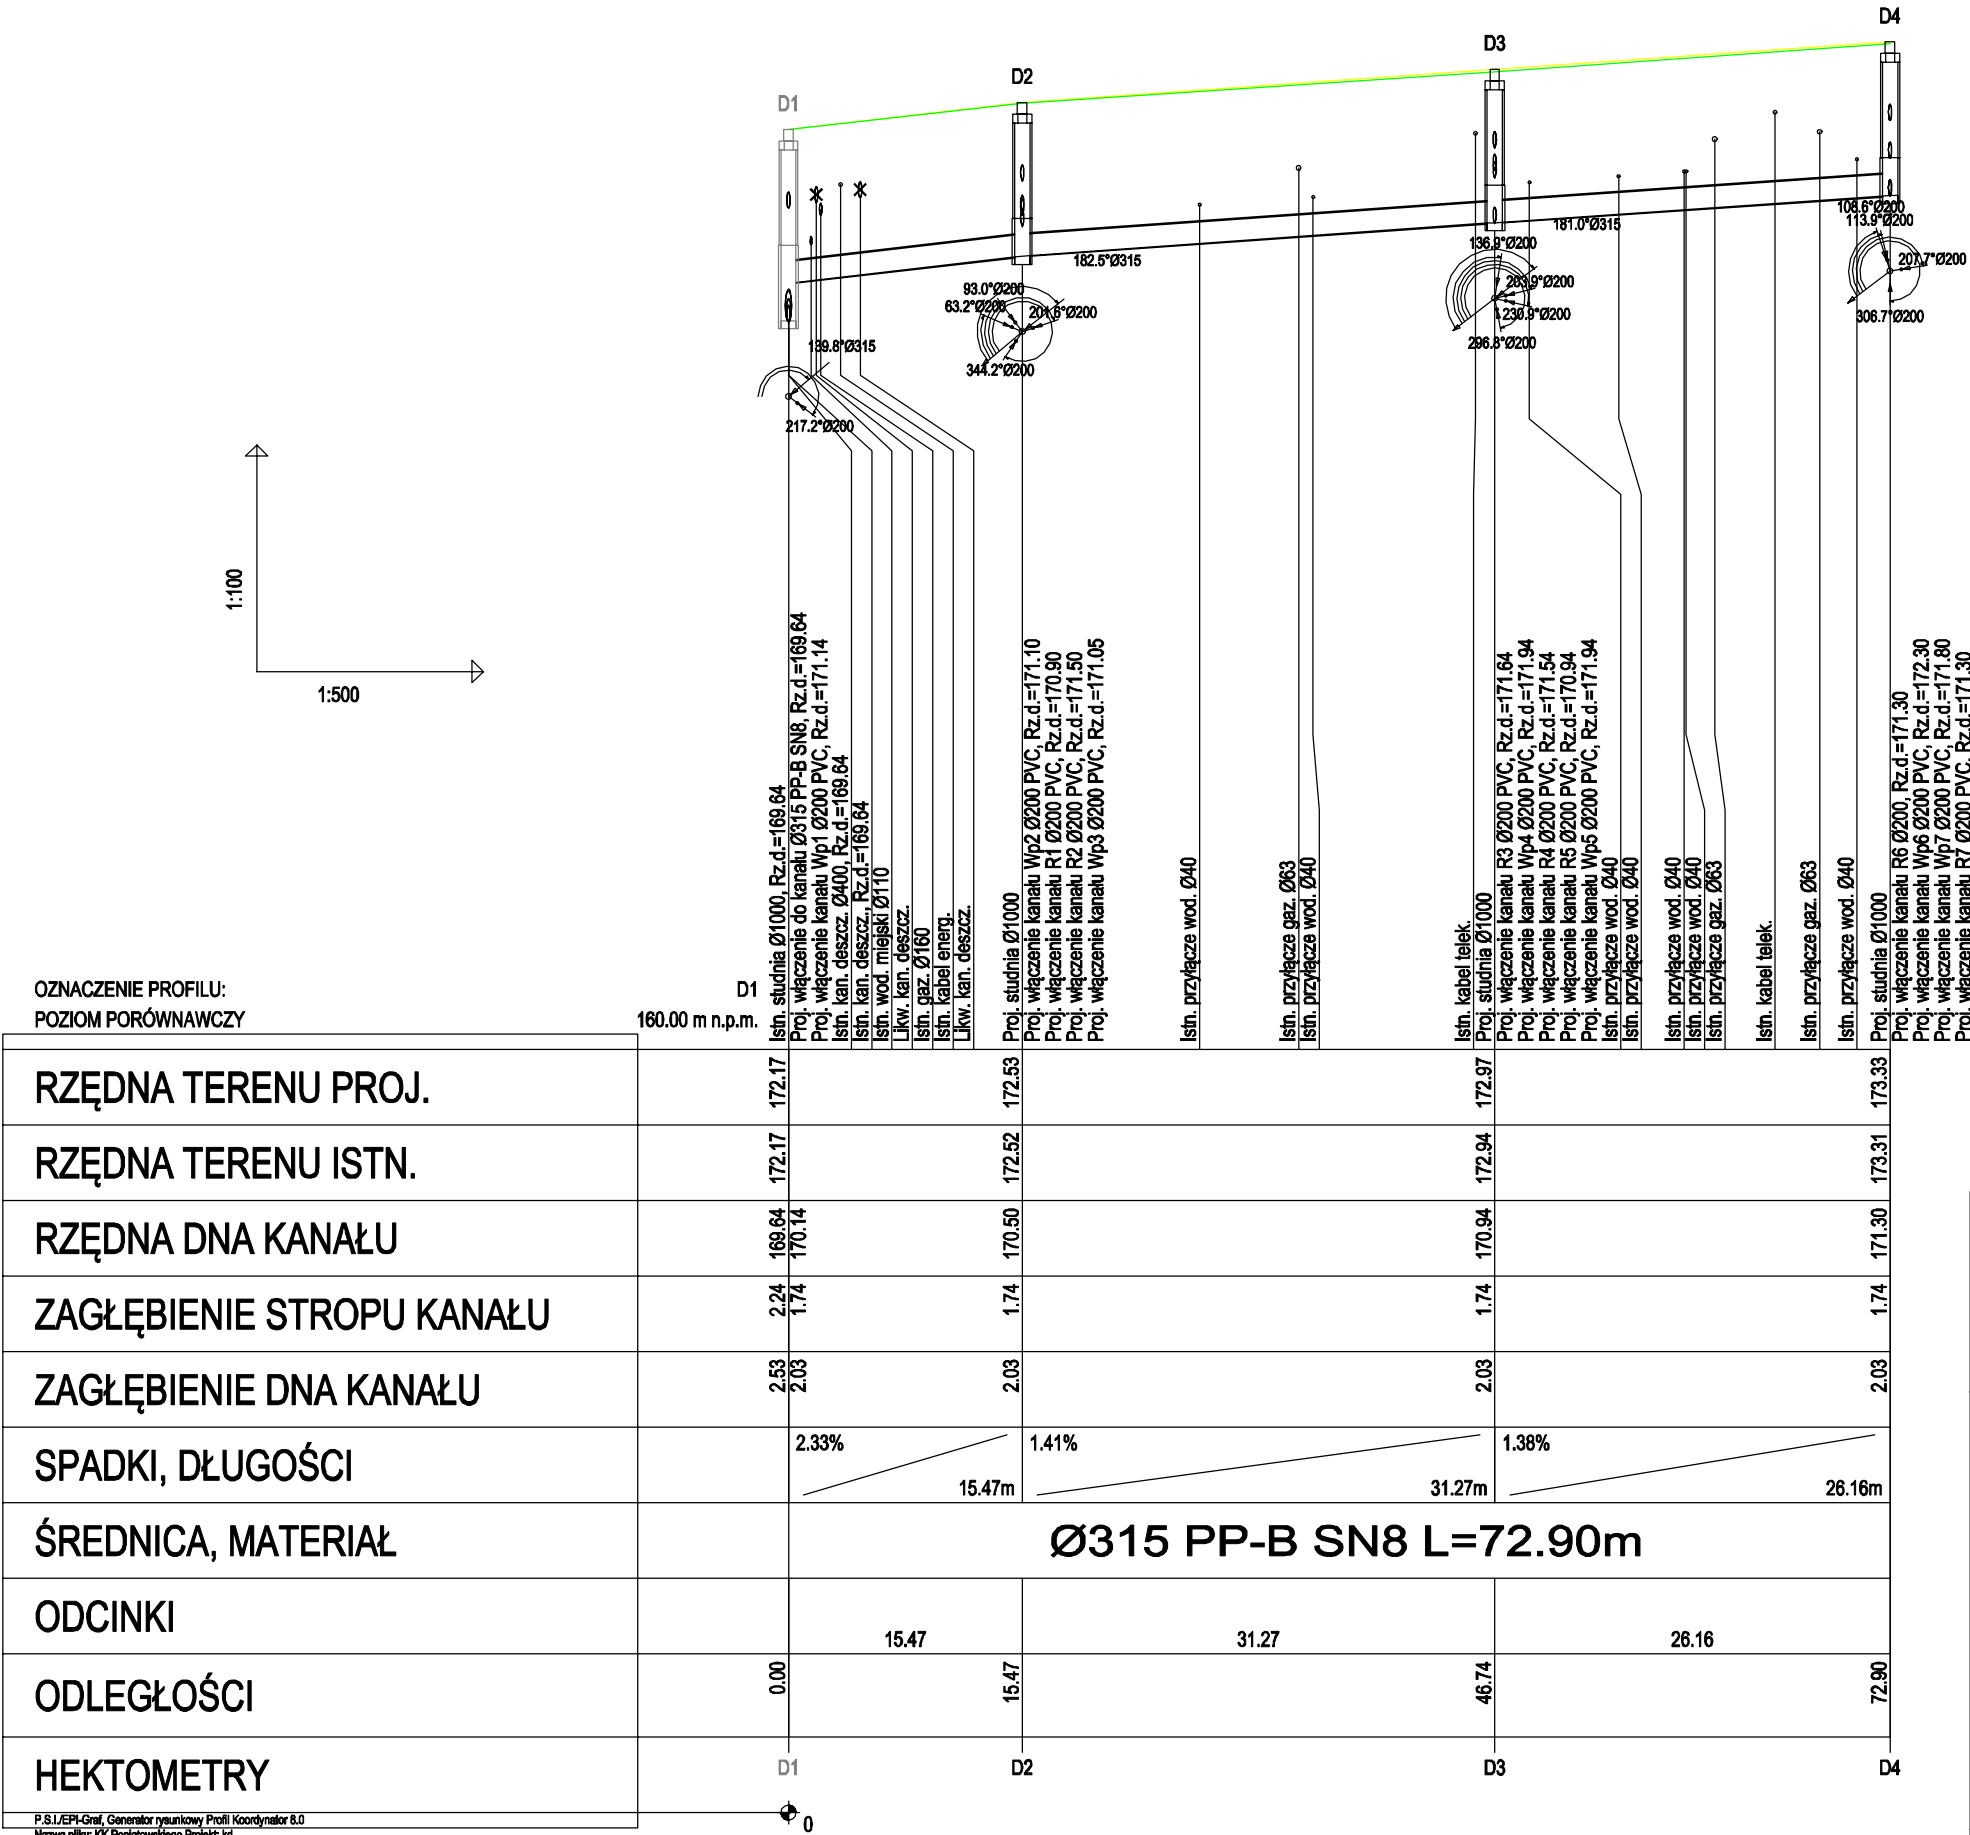 D4
D3
D2
D1
108.6°Ø200
113.9°Ø200
181.0°Ø315
136.9°Ø200
182.5°Ø315
207.7°Ø200
203.9°Ø200
93.0°Ø200
63.2°Ø200
201.6°Ø200
230.9°Ø200
306.7°Ø200
296.8°Ø200
139.8°Ø315
344.2°Ø200
217.2°Ø200
1:100
1:500
Istn. studnia Ø1000, Rz.d.=169.64
Proj. włączenie do kanału Ø315 PP-B SN8, Rz.d.=169.64
Proj. włączenie kanału Wp1 Ø200 PVC, Rz.d.=171.14
Istn. kan. deszcz. Ø400, Rz.d.=169.64
Istn. kan. deszcz., Rz.d.=169.64
Istn. wod. miejski Ø110
Likw. kan. deszcz.
Istn. gaz. Ø160
Istn. kabel energ.
Likw. kan. deszcz.
Proj. studnia Ø1000
Proj. włączenie kanału Wp2 Ø200 PVC, Rz.d.=171.10
Proj. włączenie kanału R1 Ø200 PVC, Rz.d.=170.90
Proj. włączenie kanału R2 Ø200 PVC, Rz.d.=171.50
Proj. włączenie kanału Wp3 Ø200 PVC, Rz.d.=171.05
Istn. przyłącze wod. Ø40
Istn. przyłącze gaz. Ø63
Istn. przyłącze wod. Ø40
Istn. kabel telek.
Proj. studnia Ø1000
Proj. włączenie kanału R3 Ø200 PVC, Rz.d.=171.64
Proj. włączenie kanału Wp4 Ø200 PVC, Rz.d.=171.94
Proj. włączenie kanału R4 Ø200 PVC, Rz.d.=171.54
Proj. włączenie kanału R5 Ø200 PVC, Rz.d.=170.94
Proj. włączenie kanału Wp5 Ø200 PVC, Rz.d.=171.94
Istn. przyłącze wod. Ø40
Istn. przyłącze wod. Ø40
Istn. przyłącze wod. Ø40
Istn. przyłącze wod. Ø40
Istn. przyłącze gaz. Ø63
Istn. kabel telek.
Istn. przyłącze gaz. Ø63
Istn. przyłącze wod. Ø40
Proj. studnia Ø1000
Proj. włączenie kanału R6 Ø200, Rz.d.=171.30
Proj. włączenie kanału Wp6 Ø200 PVC, Rz.d.=172.30
Proj. włączenie kanału Wp7 Ø200 PVC, Rz.d.=171.80
Proj. włączenie kanału R7 Ø200 PVC, Rz.d.=171.30
OZNACZENIE PROFILU: D1
POZIOM PORÓWNAWCZY 160.00 m n.p.m.
RZĘDNA TERENU PROJ. 172.17 172.53 172.97 173.33
RZĘDNA TERENU ISTN. 172.17 172.52 172.94 173.31
RZĘDNA DNA KANAŁU 169.64 170.14 170.50 170.94 171.30
ZAGŁĘBIENIE STROPU KANAŁU 2.24 1.74 1.74 1.74 1.74
ZAGŁĘBIENIE DNA KANAŁU 2.53 2.03 2.03 2.03 2.03
SPADKI, DŁUGOŚCI 2.33% 15.47m 1.41% 31.27m 1.38% 26.16m
ŚREDNICA, MATERIAŁ Ø315 PP-B SN8 L=72.90m
ODCINKI 15.47 31.27 26.16
ODLEGŁOŚCI 0.00 15.47 46.74 72.90
HEKTOMETRY D1 D2 D3 D4
P.S.I./EPI-Graf, Generator rysunkowy Profil Koordynator 6.0
0